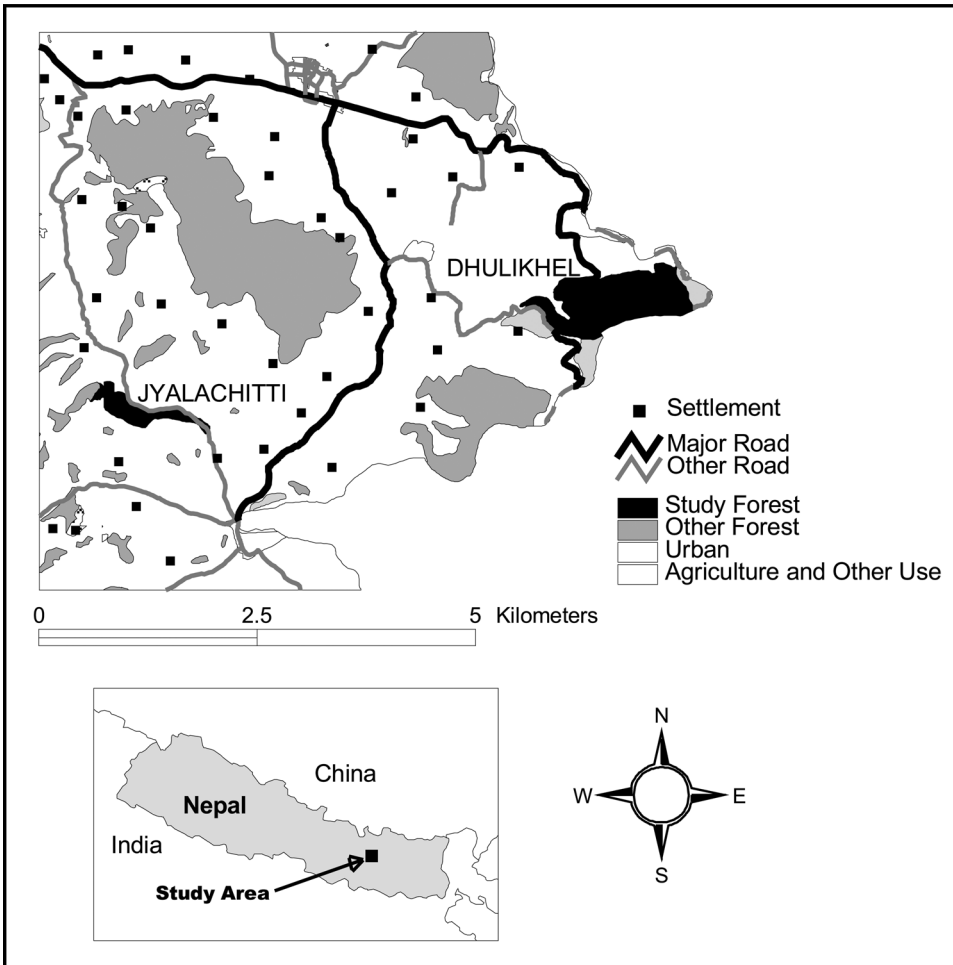 DHULIKHEL
JYALACHITTI
Settlement
Major Road
Other Road
Study Forest
Other Forest
Urban
Agriculture and Other Use
0 2.5 5 Kilometers
China
Nepal
India
Study Area
N
W E
S